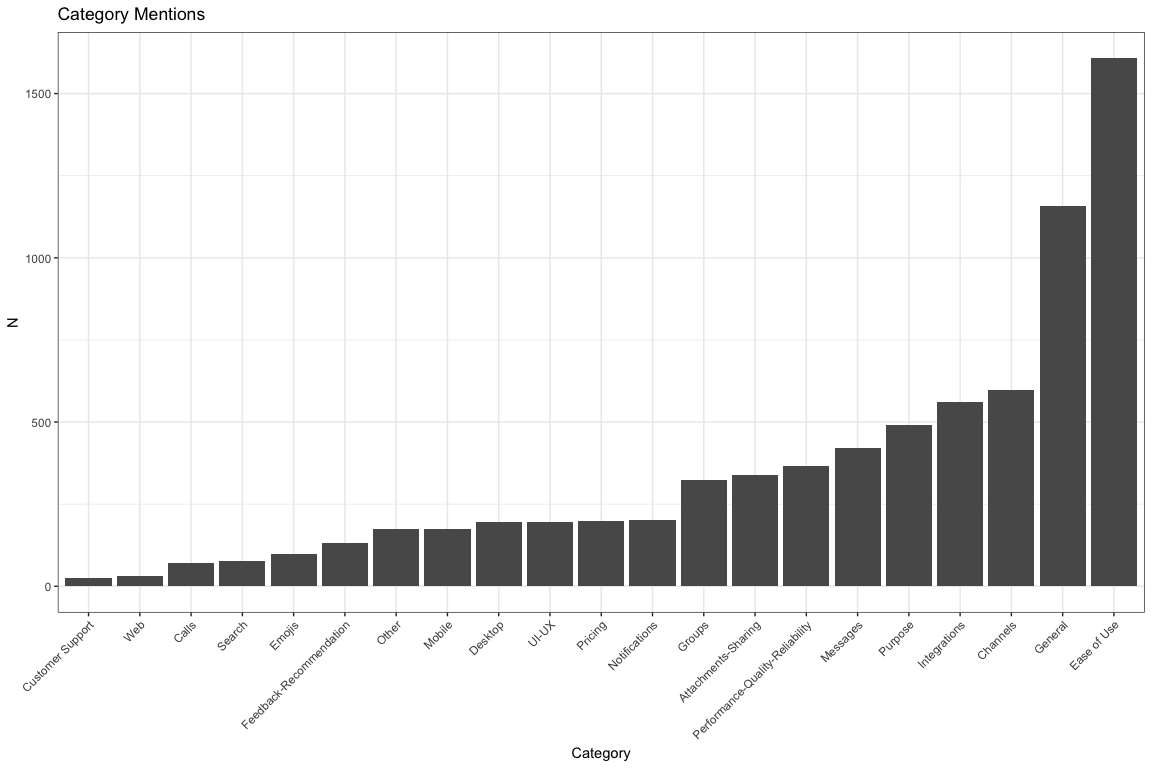 Category Mentions
N
1500
1000
500
0
Customer Support
Web
Calls
Search
Emojis
Feedback-Recommendation
Other
Mobile
Desktop
UI-UX
Pricing
Notifications
Groups
Attachments-Sharing
Performance-Quality-Reliability
Messages
Purpose
Integrations
Channels
General
Ease of Use
Category